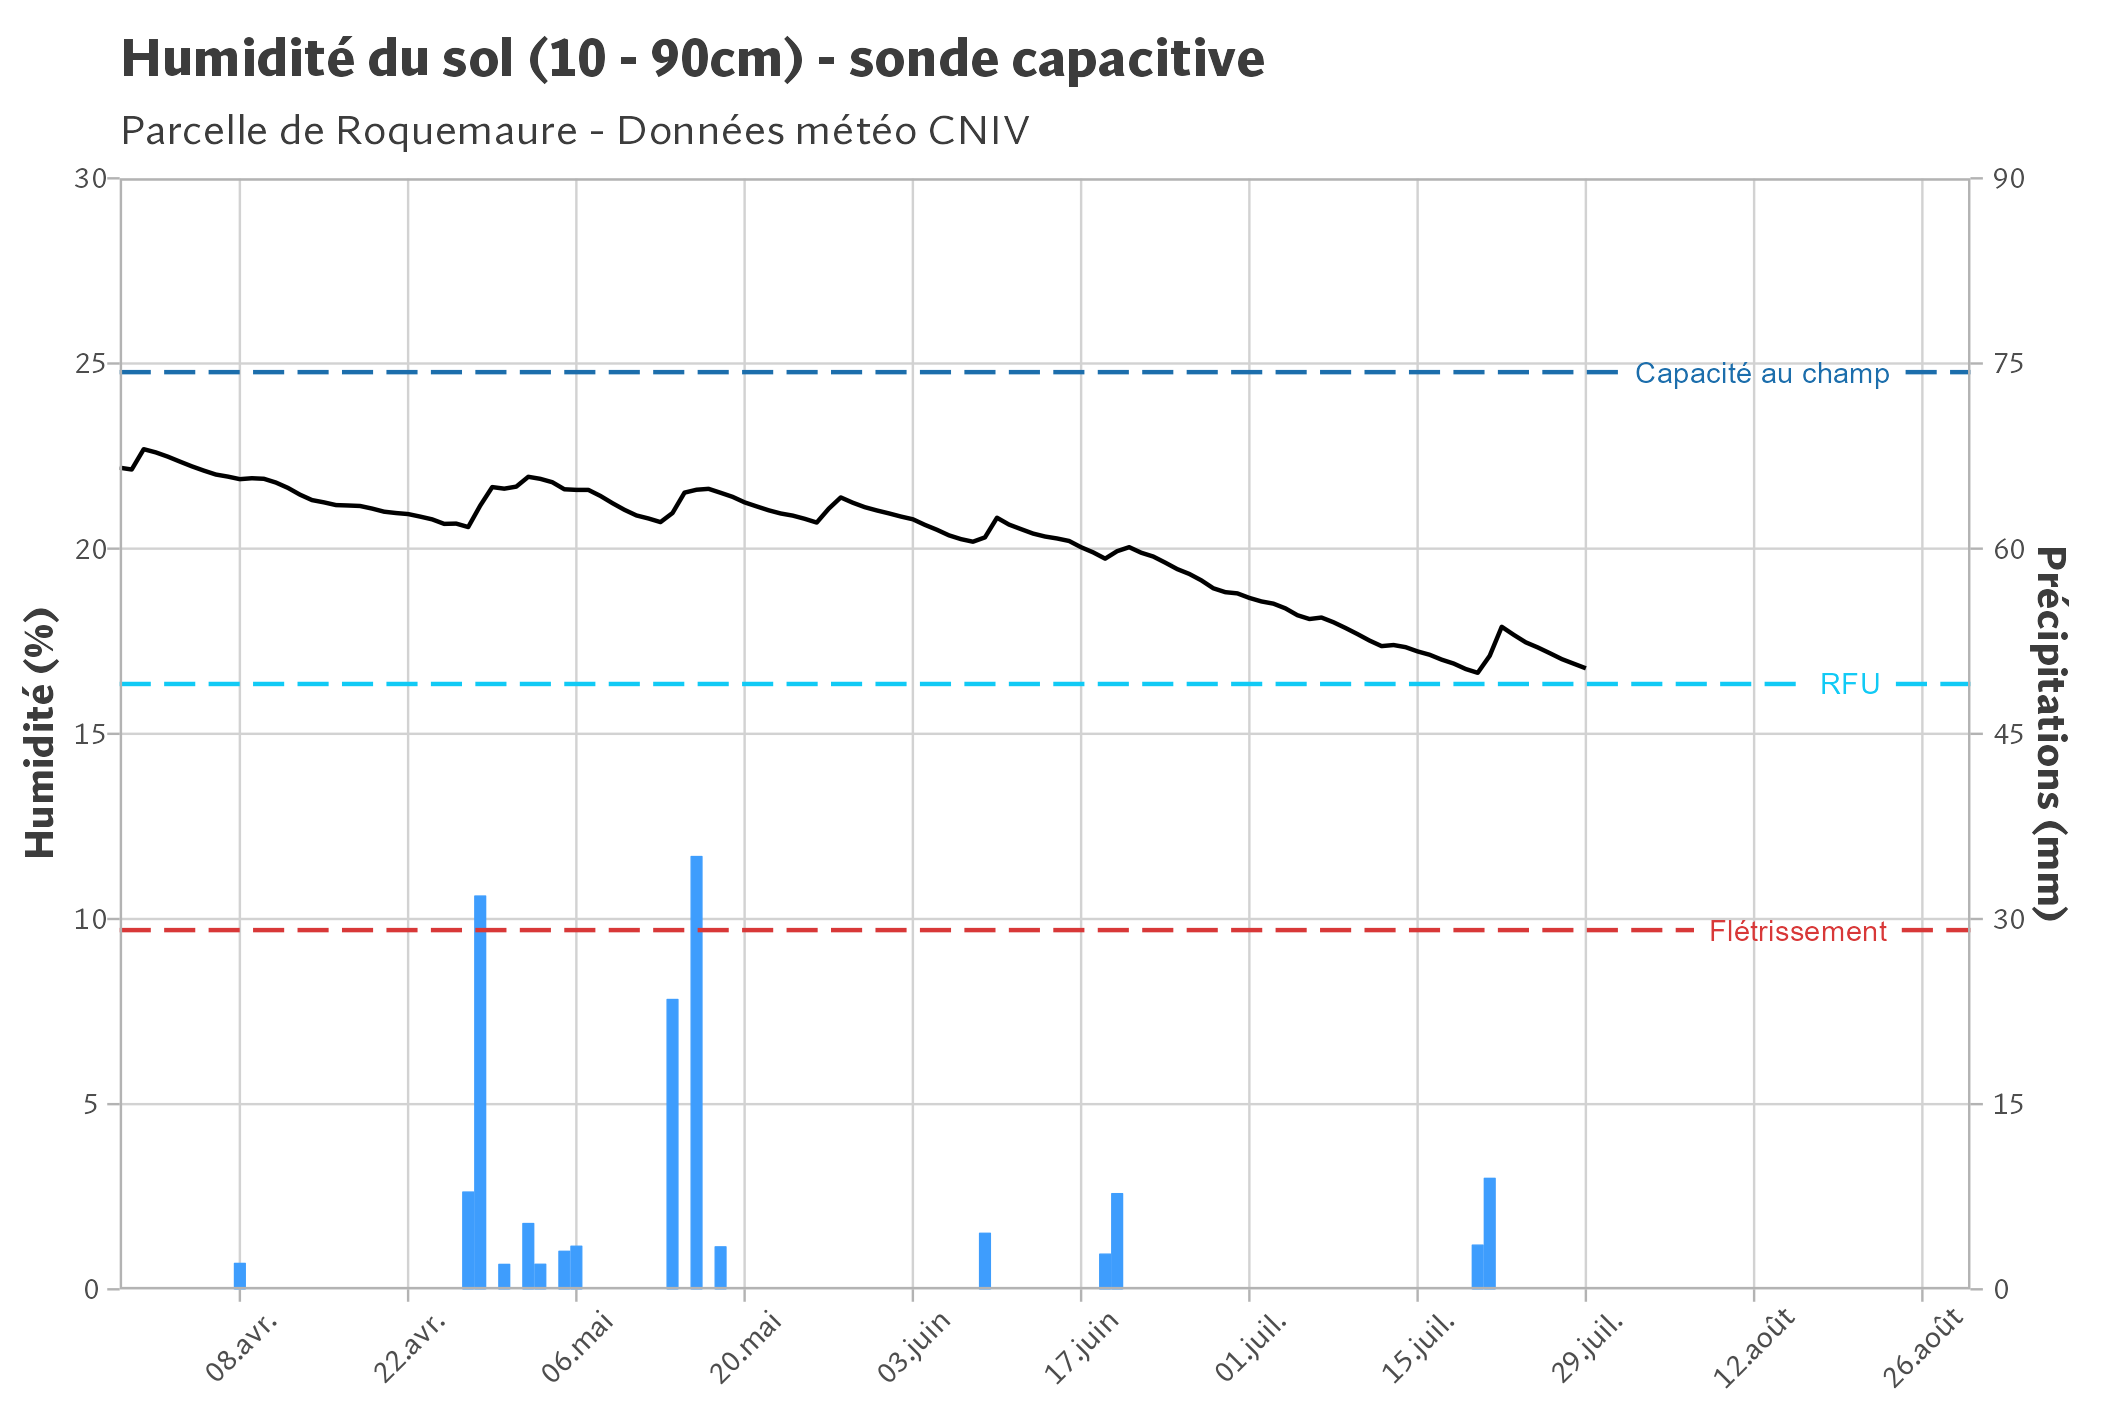 Humidité du sol (10 - 90cm) - sonde capacitive
Parcelle de Roquemaure - Données météo CNIV
30
90
25
75
Capacité au champ
20
60
Humidité (%)
Précipitations (mm)
RFU
15
45
10
30
Flétrissement
5
15
0
0
08.avr.
22.avr.
06.mai
20.mai
03.juin
17.juin
01.juil.
15.juil.
29.juil.
12.août
26.août